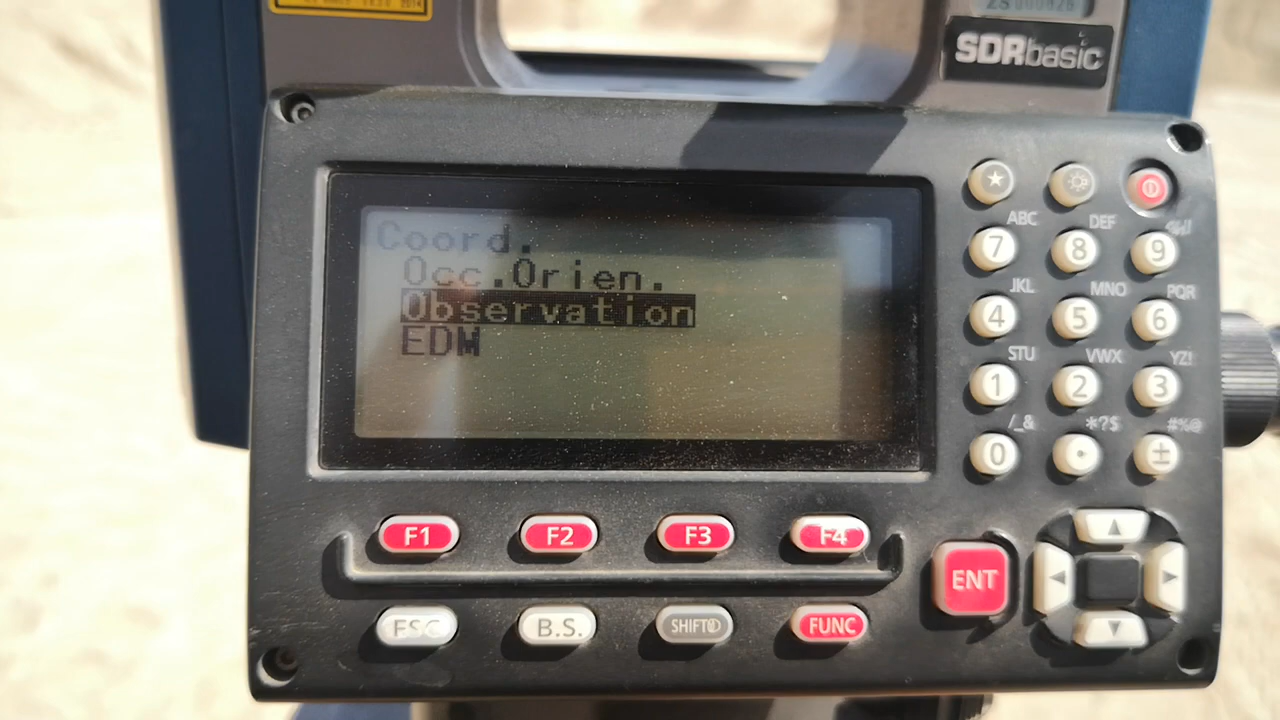 SDRbasic
Coord.
Occ.Orien.
Observation
EDM
ABC DEF
7 8 9
JKL MNO PQR
4 5 6
STU VWX YZ!
1 2 3
/_& *?$ #%@
0 . ±
F1 F2 F3 F4
ENT
ESC B.S. SHIFT FUNC